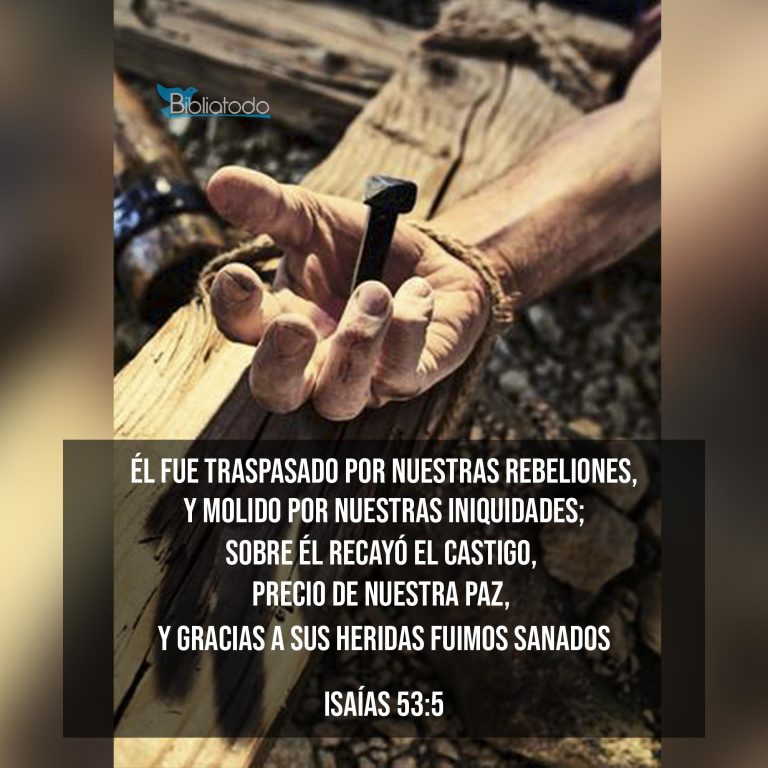 Bibliatodo
ÉL FUE TRASPASADO POR NUESTRAS REBELIONES,
Y MOLIDO POR NUESTRAS INIQUIDADES;
SOBRE ÉL RECAYÓ EL CASTIGO,
PRECIO DE NUESTRA PAZ,
Y GRACIAS A SUS HERIDAS FUIMOS SANADOS
ISAÍAS 53:5